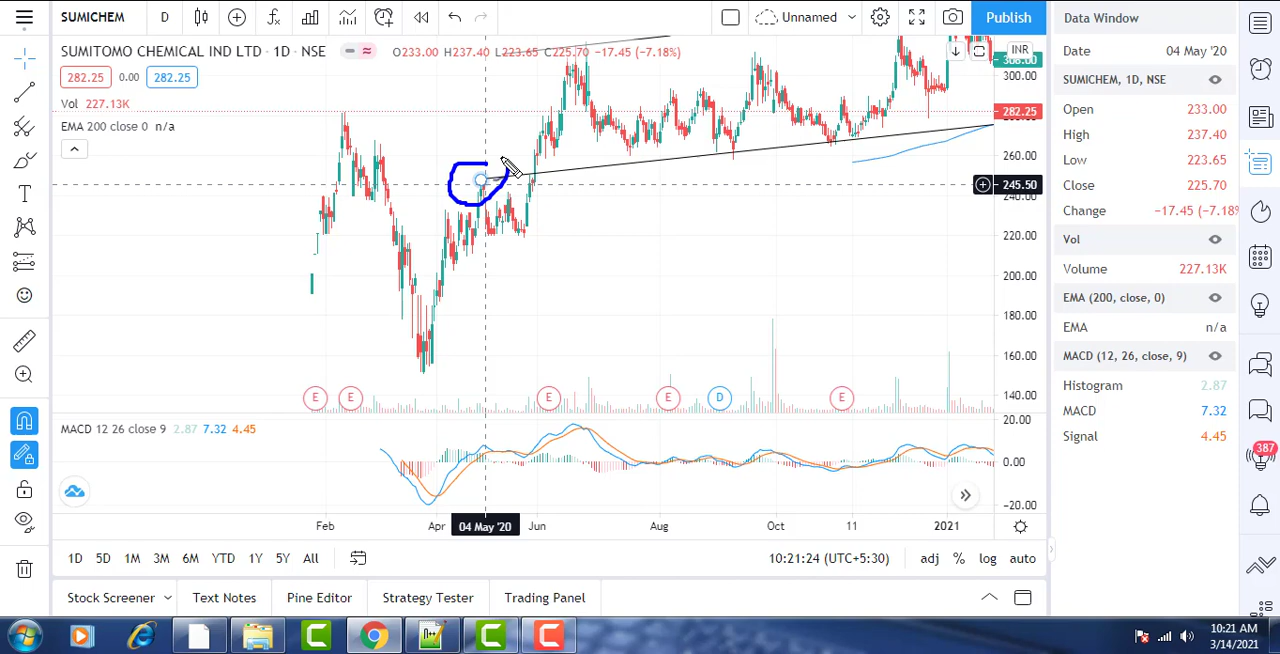 SUMICHEM D Unnamed Publish Data Window
SUMITOMO CHEMICAL IND LTD · 1D · NSE O233.00 H237.40 L223.65 C225.70 −17.45 (−7.18%) INR
282.25 0.00 282.25
Vol 227.13K
EMA 200 close 0 n/a
308.00
300.00
282.25
260.00
245.50
240.00
220.00
200.00
180.00
160.00
140.00
E E E E D E
MACD 12 26 close 9 2.87 7.32 4.45
20.00
0.00
−20.00
Feb Apr 04 May '20 Jun Aug Oct 11 2021
1D 5D 1M 3M 6M YTD 1Y 5Y All 10:21:24 (UTC+5:30) adj % log auto
Stock Screener Text Notes Pine Editor Strategy Tester Trading Panel
Date 04 May '20
SUMICHEM, 1D, NSE
Open 233.00
High 237.40
Low 223.65
Close 225.70
Change −17.45 (−7.18%
Vol
Volume 227.13K
EMA (200, close, 0)
EMA n/a
MACD (12, 26, close, 9)
Histogram 2.87
MACD 7.32
Signal 4.45
387
10:21 AM
3/14/2021